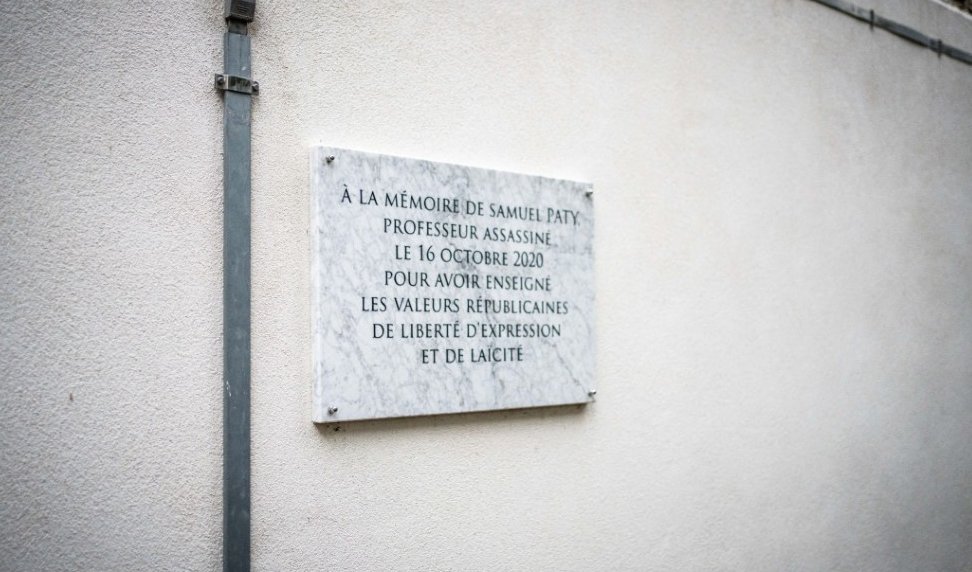 À LA MÉMOIRE DE SAMUEL PATY,
PROFESSEUR ASSASSINÉ
LE 16 OCTOBRE 2020
POUR AVOIR ENSEIGNÉ
LES VALEURS RÉPUBLICAINES
DE LIBERTÉ D'EXPRESSION
ET DE LAÏCITÉ